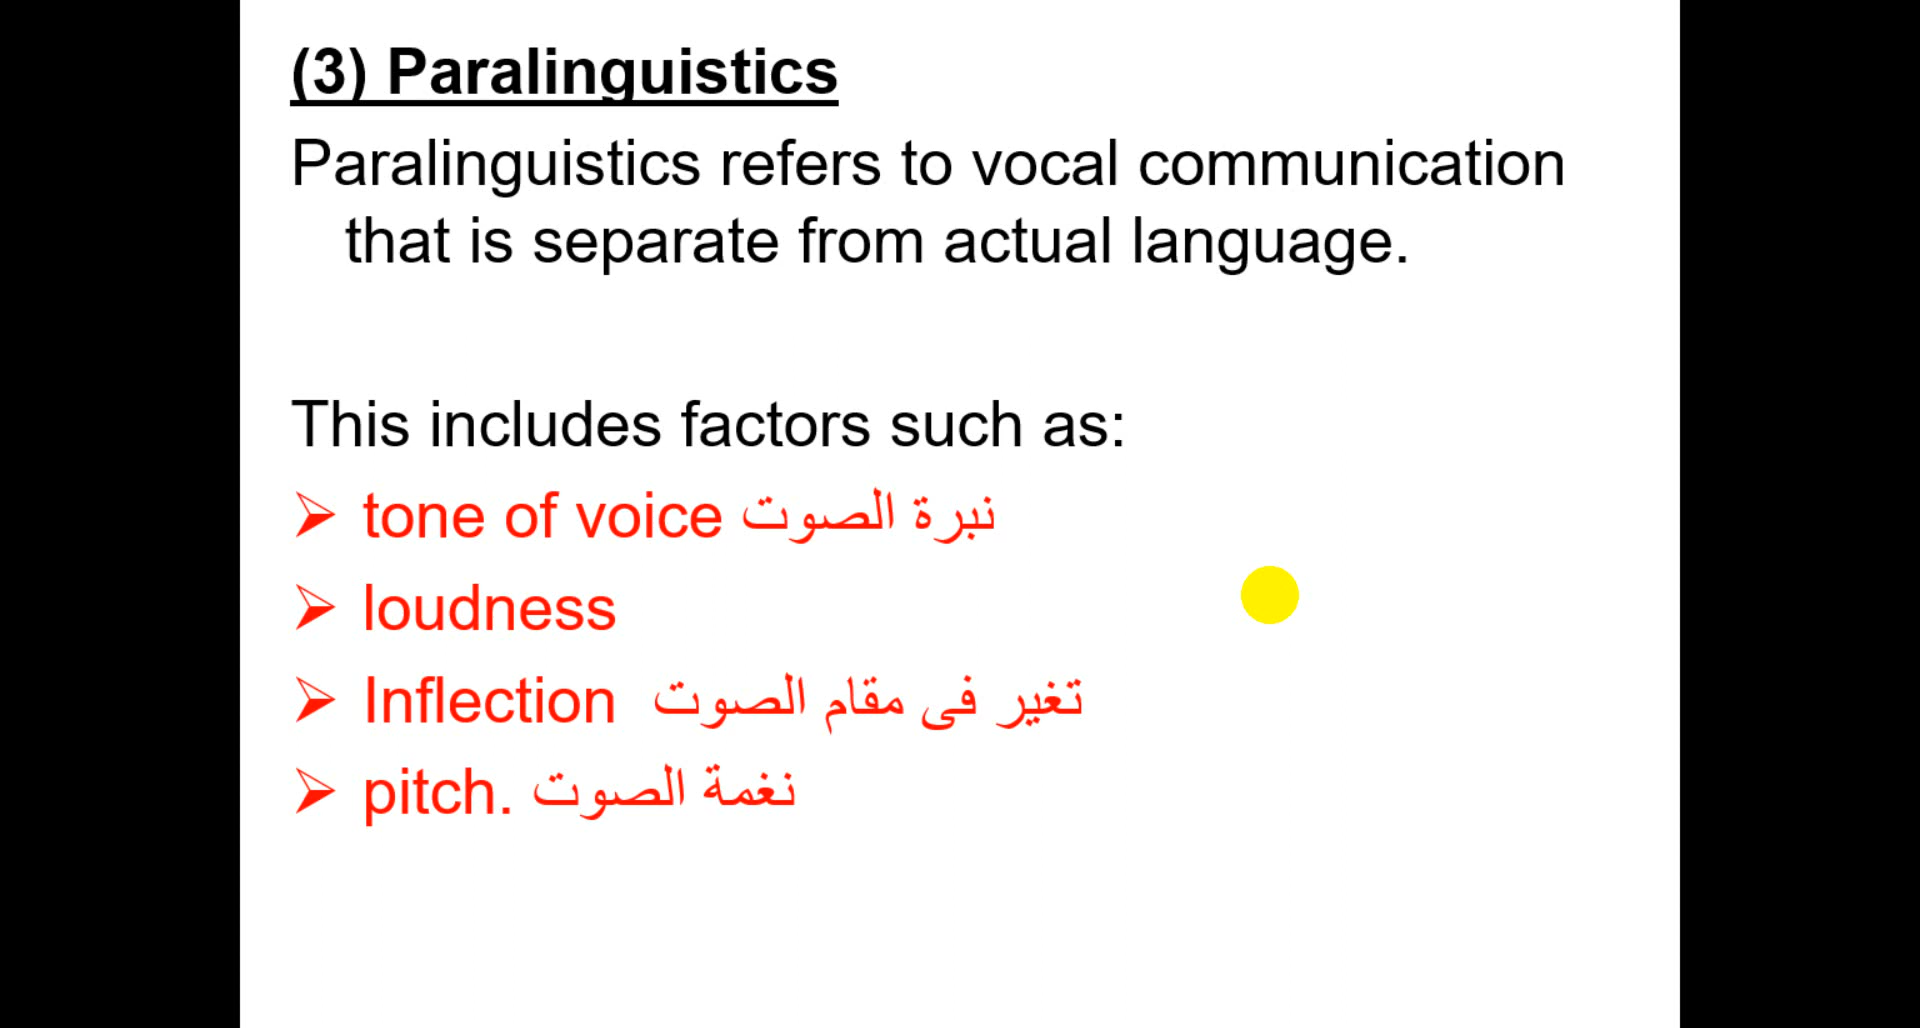 (3) Paralinguistics
Paralinguistics refers to vocal communication
that is separate from actual language.
This includes factors such as:
➢ tone of voice نبرة الصوت
➢ loudness
➢ Inflection تغير فى مقام الصوت
➢ pitch. نغمة الصوت